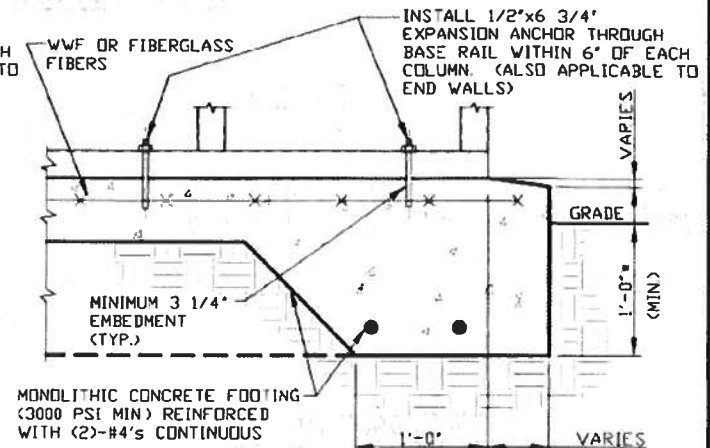 INSTALL 1/2"x6 3/4"
EXPANSION ANCHOR THROUGH
BASE RAIL WITHIN 6" OF EACH
COLUMN. (ALSO APPLICABLE TO
END WALLS)
H
TO
WWF OR FIBERGLASS
FIBERS
VARIES
GRADE
1'-0"*
(MIN.)
MINIMUM 3 1/4"
EMBEDMENT
(TYP.)
MONOLITHIC CONCRETE FOOTING
(3000 PSI MIN) REINFORCED
WITH (2)-#4's CONTINUOUS
1'-0"
VARIES